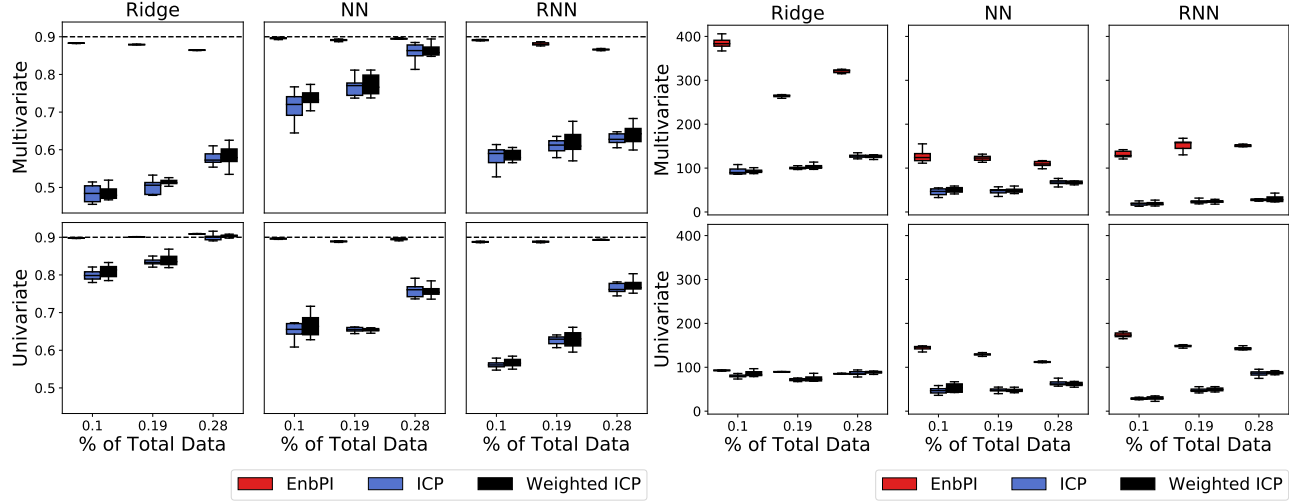 Ridge NN RNN
Multivariate
0.9
0.8
0.7
0.6
0.5
Univariate
0.9
0.8
0.7
0.6
0.5
0.1 0.19 0.28 0.1 0.19 0.28 0.1 0.19 0.28
% of Total Data % of Total Data % of Total Data
EnbPI ICP Weighted ICP
Ridge NN RNN
Multivariate
400
300
200
100
0
Univariate
400
300
200
100
0
0.1 0.19 0.28 0.1 0.19 0.28 0.1 0.19 0.28
% of Total Data % of Total Data % of Total Data
EnbPI ICP Weighted ICP